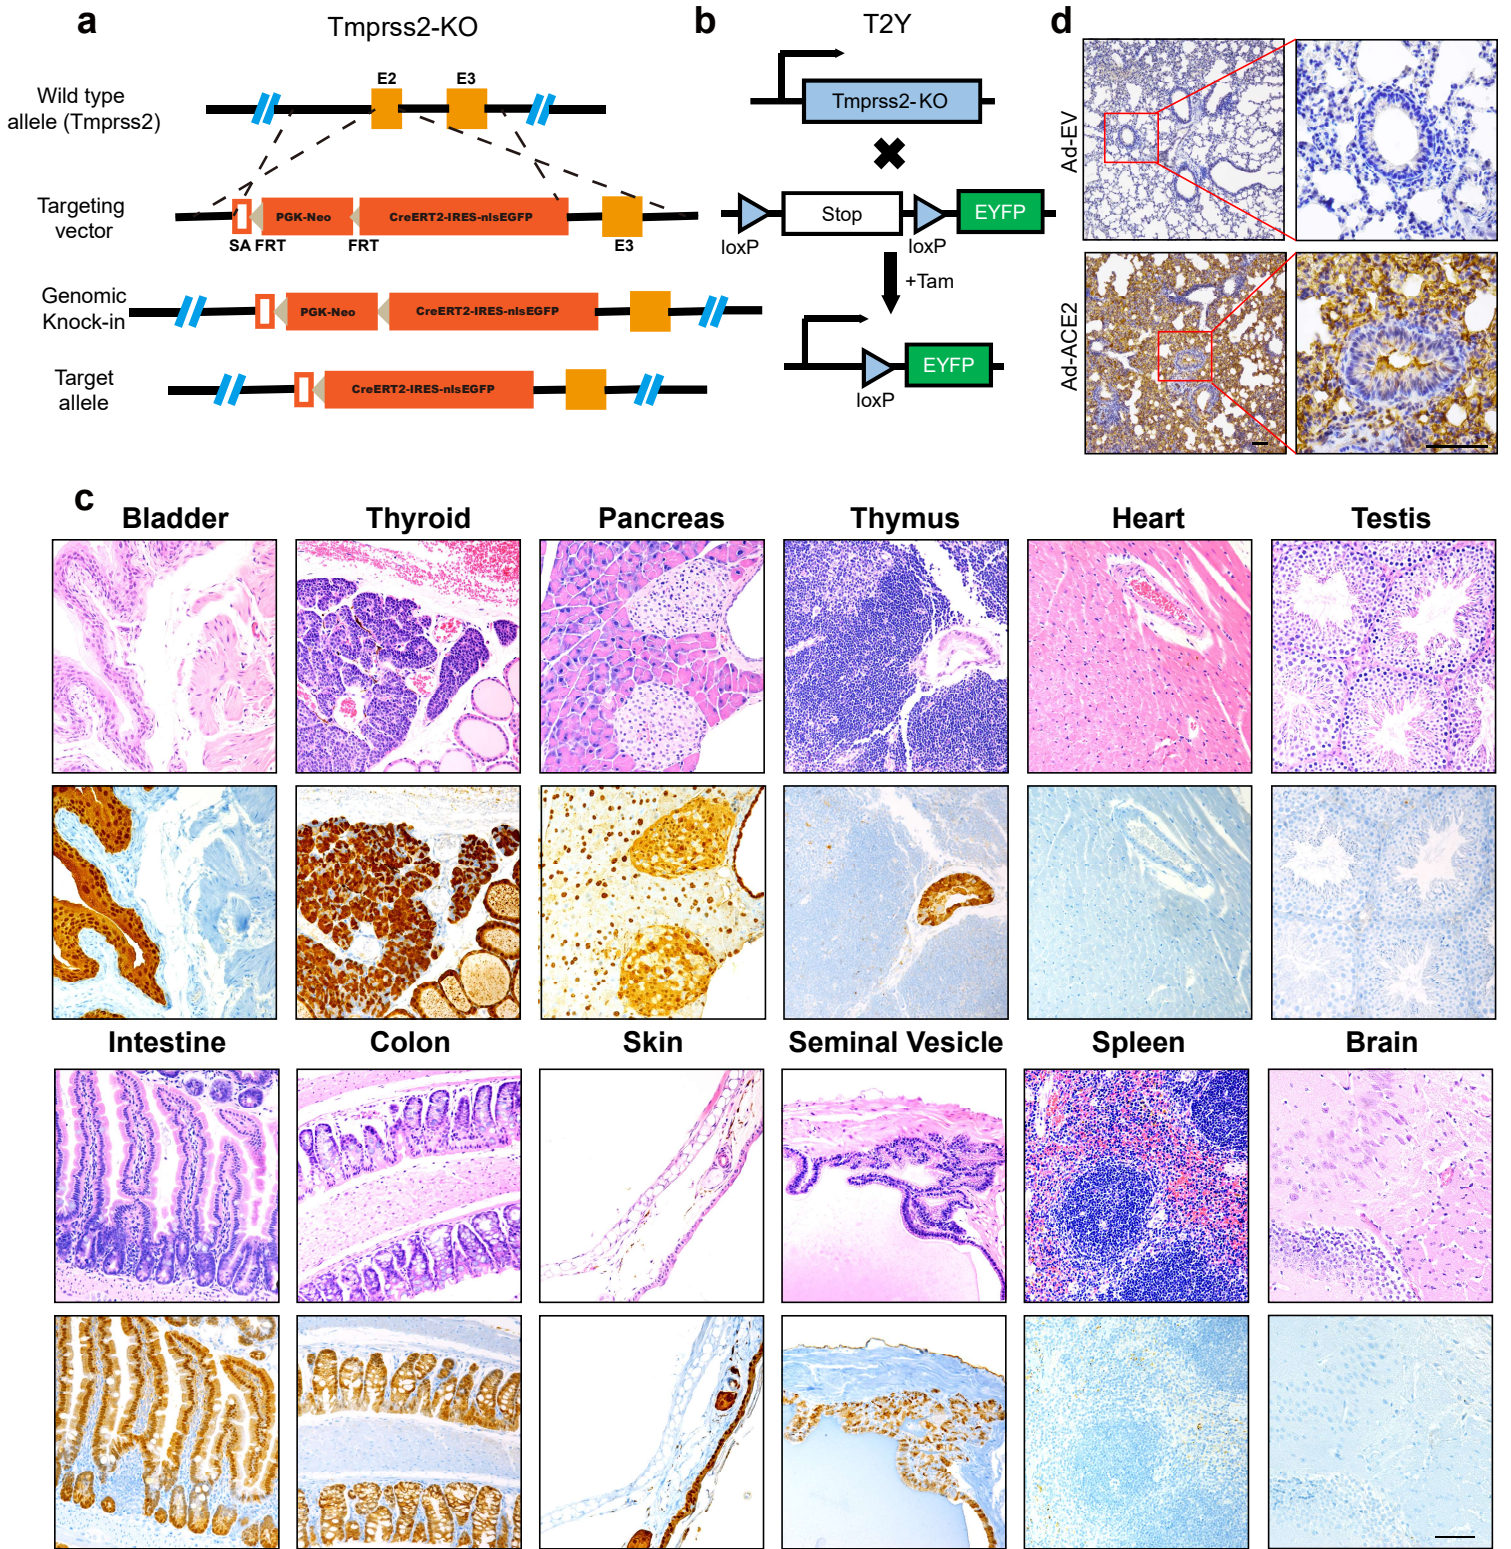 a
Tmprss2-KO
Wild type
allele (Tmprss2)
E2
E3
Targeting
vector
PGK-Neo
CreERT2-IRES-nlsEGFP
SA FRT
FRT
E3
Genomic
Knock-in
PGK-Neo
CreERT2-IRES-nlsEGFP
Target
allele
CreERT2-IRES-nlsEGFP
b
T2Y
Tmprss2-KO
Stop
EYFP
loxP
loxP
+Tam
EYFP
loxP
d
Ad-EV
Ad-ACE2
c
Bladder
Thyroid
Pancreas
Thymus
Heart
Testis
Intestine
Colon
Skin
Seminal Vesicle
Spleen
Brain